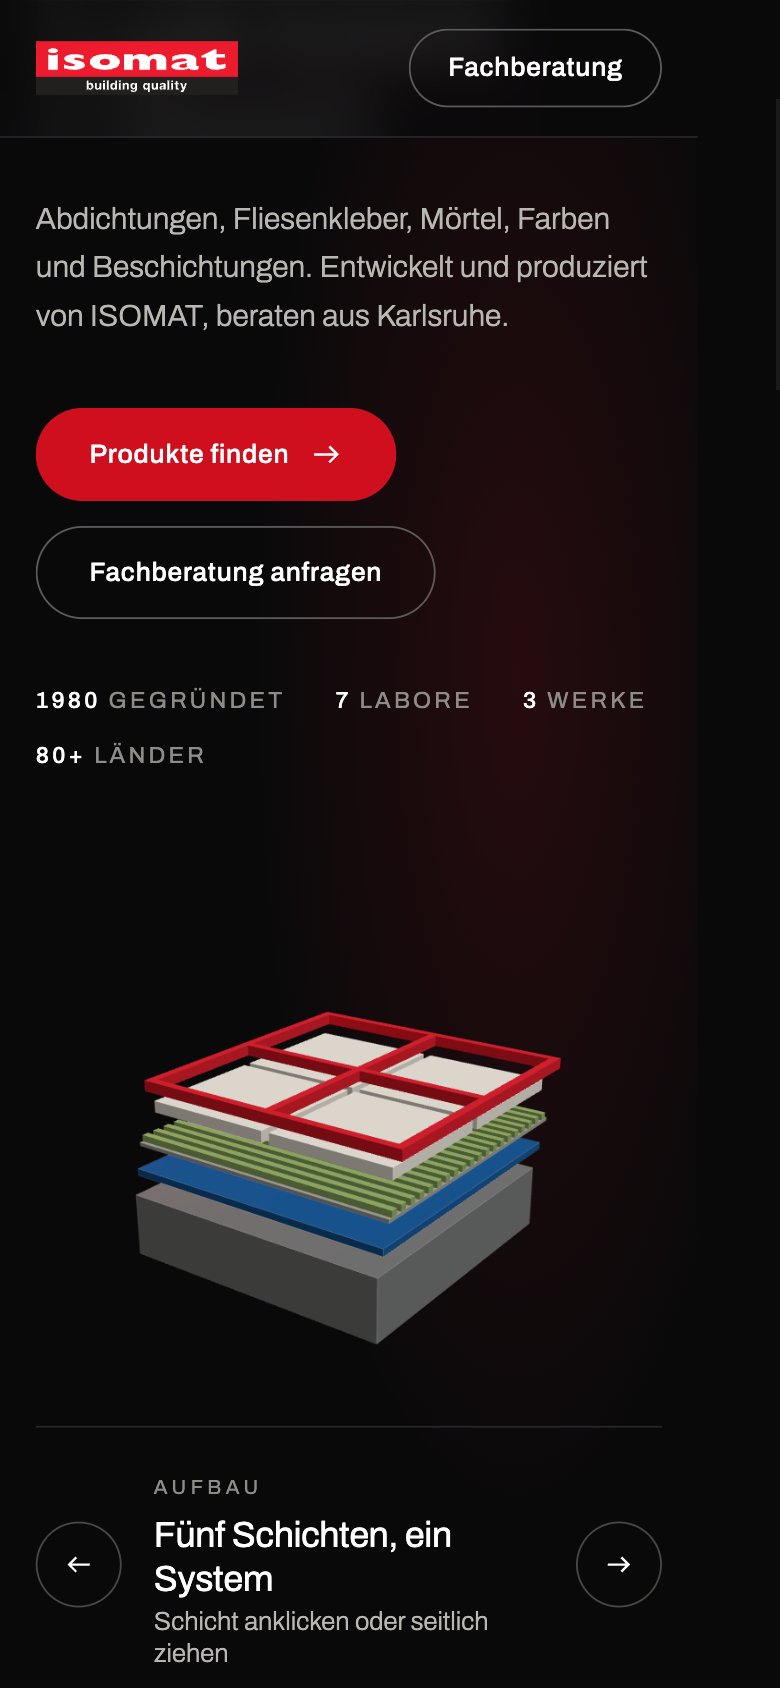 isomat
building quality
Fachberatung
Abdichtungen, Fliesenkleber, Mörtel, Farben
und Beschichtungen. Entwickelt und produziert
von ISOMAT, beraten aus Karlsruhe.
Produkte finden →
Fachberatung anfragen
1980 GEGRÜNDET 7 LABORE 3 WERKE
80+ LÄNDER
AUFBAU
Fünf Schichten, ein
System
Schicht anklicken oder seitlich
ziehen